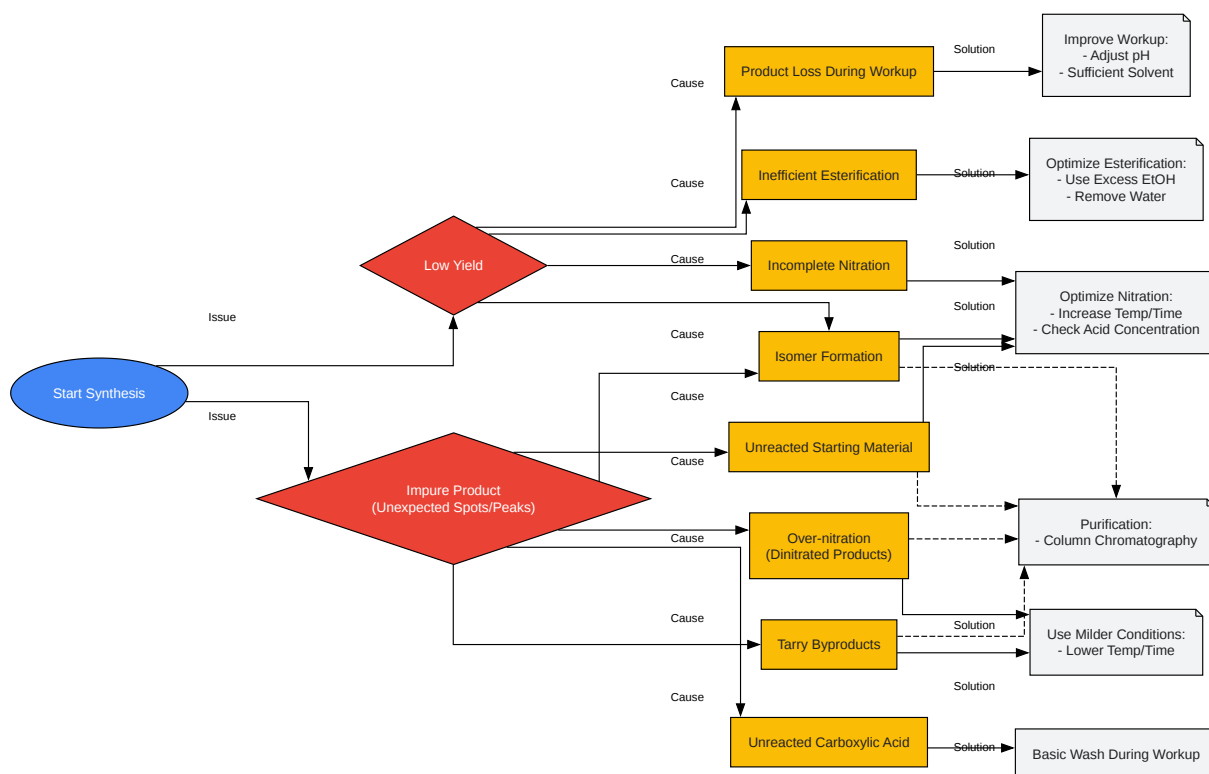 Start Synthesis
Issue
Issue
Low Yield
Impure Product
(Unexpected Spots/Peaks)
Cause
Cause
Cause
Cause
Cause
Cause
Cause
Cause
Cause
Product Loss During Workup
Inefficient Esterification
Incomplete Nitration
Isomer Formation
Unreacted Starting Material
Over-nitration
(Dinitrated Products)
Tarry Byproducts
Unreacted Carboxylic Acid
Solution
Solution
Solution
Solution
Solution
Solution
Solution
Solution
Improve Workup:
- Adjust pH
- Sufficient Solvent
Optimize Esterification:
- Use Excess EtOH
- Remove Water
Optimize Nitration:
- Increase Temp/Time
- Check Acid Concentration
Purification:
- Column Chromatography
Use Milder Conditions:
- Lower Temp/Time
Basic Wash During Workup